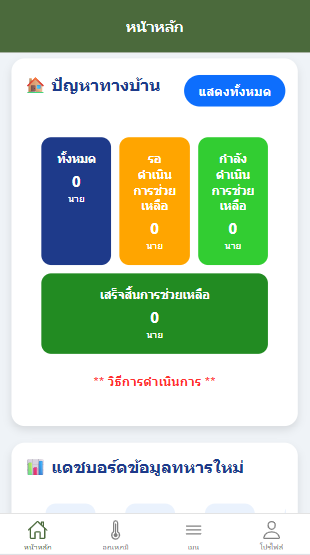 หน้าหลัก
ปัญหาทางบ้าน
แสดงทั้งหมด
ทั้งหมด
0
นาย
รอ
ดำเนิน
การช่วย
เหลือ
0
นาย
กำลัง
ดำเนิน
การช่วย
เหลือ
0
นาย
เสร็จสิ้นการช่วยเหลือ
0
นาย
** วิธีการดำเนินการ **
แดชบอร์ดข้อมูลทหารใหม่
หน้าหลัก
อุณหภูมิ
เมนู
โปรไฟล์